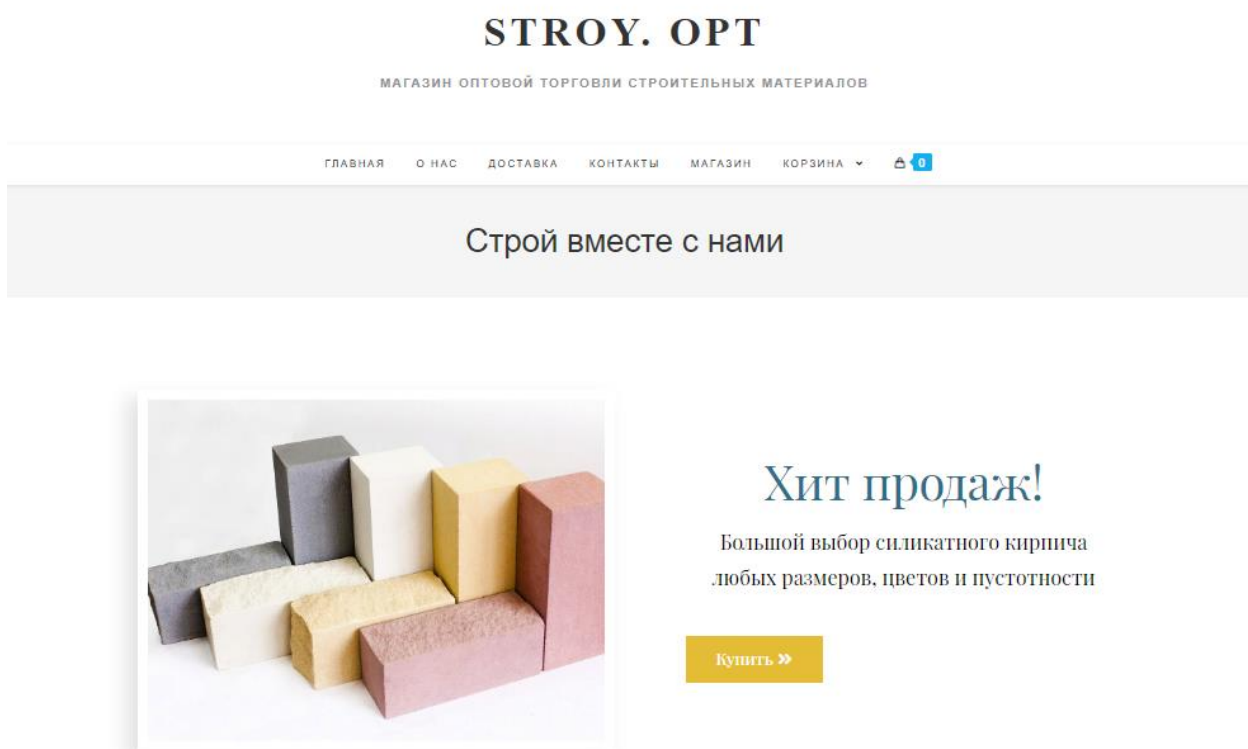 STROY. OPT
МАГАЗИН ОПТОВОЙ ТОРГОВЛИ СТРОИТЕЛЬНЫХ МАТЕРИАЛОВ
ГЛАВНАЯ О НАС ДОСТАВКА КОНТАКТЫ МАГАЗИН КОРЗИНА 0
Строй вместе с нами
Хит продаж!
Большой выбор силикатного кирпича
любых размеров, цветов и пустотности
Купить »